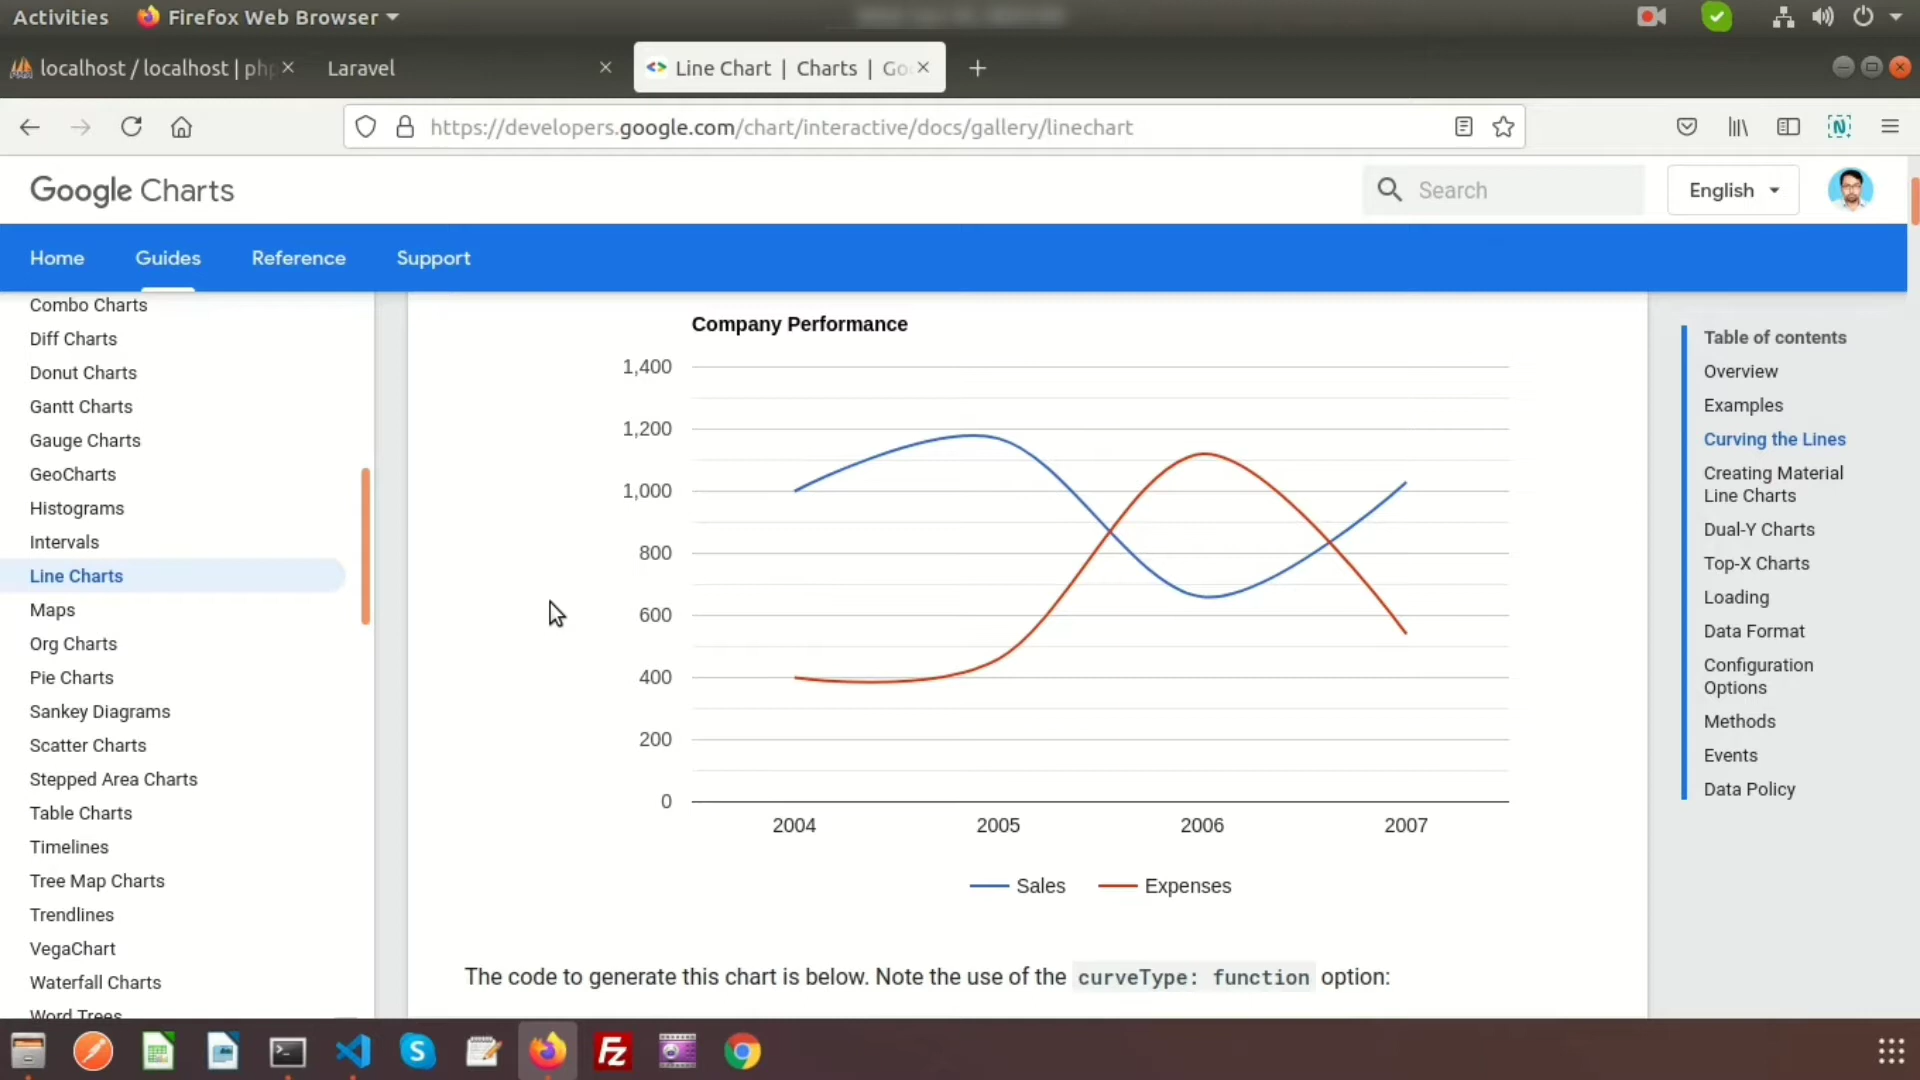 Activities
Firefox Web Browser
localhost / localhost | php
Laravel
Line Chart | Charts | Go
https://developers.google.com/chart/interactive/docs/gallery/linechart
Google Charts
Search
English
Home
Guides
Reference
Support
Combo Charts
Diff Charts
Donut Charts
Gantt Charts
Gauge Charts
GeoCharts
Histograms
Intervals
Line Charts
Maps
Org Charts
Pie Charts
Sankey Diagrams
Scatter Charts
Stepped Area Charts
Table Charts
Timelines
Tree Map Charts
Trendlines
VegaChart
Waterfall Charts
Word Trees
Company Performance
1,400
1,200
1,000
800
600
400
200
0
2004
2005
2006
2007
Sales
Expenses
The code to generate this chart is below. Note the use of the curveType: function option:
Table of contents
Overview
Examples
Curving the Lines
Creating Material
Line Charts
Dual-Y Charts
Top-X Charts
Loading
Data Format
Configuration
Options
Methods
Events
Data Policy